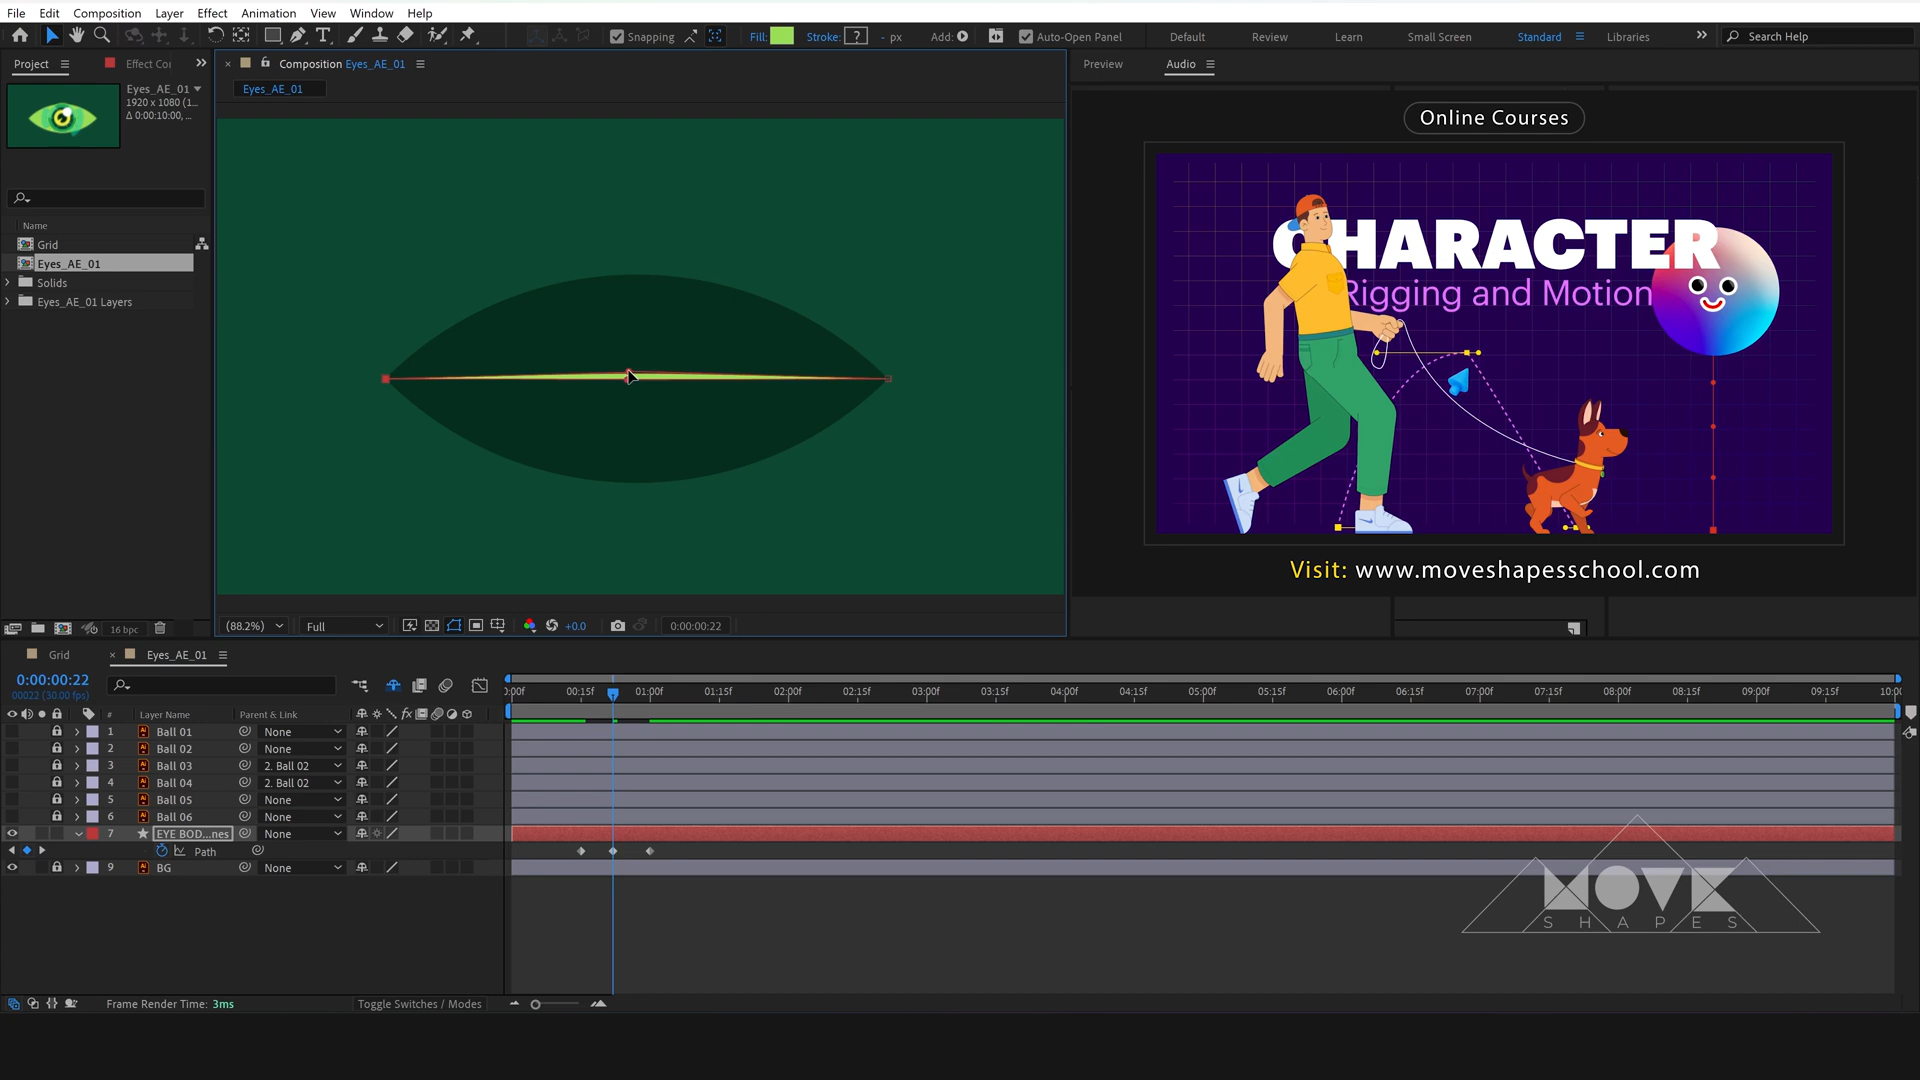 File Edit Composition Layer Effect Animation View Window Help
Snapping Fill: Stroke: ? - px Add: Auto-Open Panel Default Review Learn Small Screen Standard Libraries Search Help
Project Effect Co
Composition Eyes_AE_01
Preview Audio
Eyes_AE_01
1920 x 1080 (1...
Δ 0:00:10:00, ...
Eyes_AE_01
Name
Grid
Eyes_AE_01
Solids
Eyes_AE_01 Layers
Online Courses
CHARACTER
Rigging and Motion
Visit: www.moveshapesschool.com
16 bpc
(88.2%) Full +0.0 0:00:00:22
Grid Eyes_AE_01
0:00:00:22
00022 (30.00 fps)
:00f 00:15f 01:00f 01:15f 02:00f 02:15f 03:00f 03:15f 04:00f 04:15f 05:00f 05:15f 06:00f 06:15f 07:00f 07:15f 08:00f 08:15f 09:00f 09:15f 10:0
# Layer Name Parent & Link
1 Ball 01 None
2 Ball 02 None
3 Ball 03 2. Ball 02
4 Ball 04 2. Ball 02
5 Ball 05 None
6 Ball 06 None
7 EYE BOD...nes None
Path
9 BG None
MOVE
SHAPES
Frame Render Time: 3ms Toggle Switches / Modes